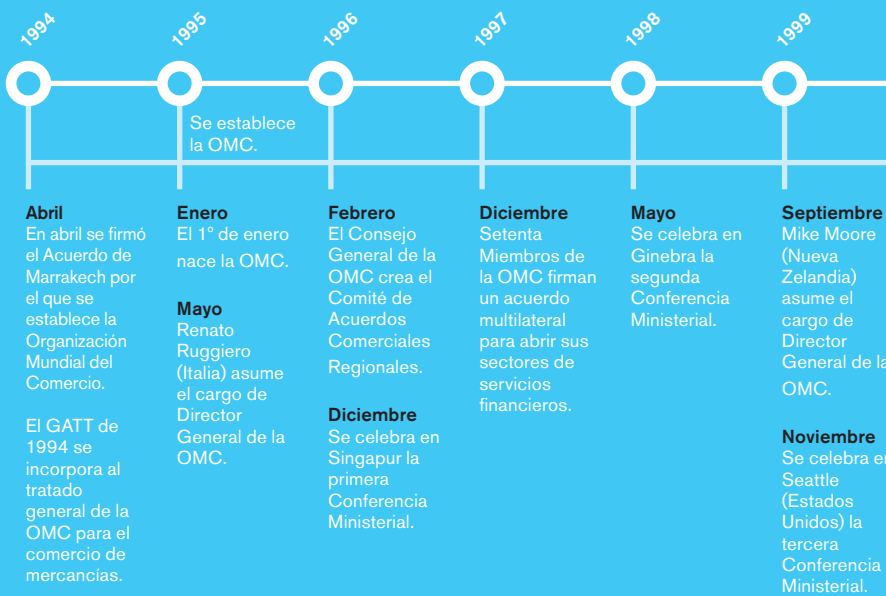 1994
1995
1996
1997
1998
1999
Se establece
la OMC.
Abril
En abril se firmó
el Acuerdo de
Marrakech por
el que se
establece la
Organización
Mundial del
Comercio.
El GATT de
1994 se
incorpora al
tratado
general de la
OMC para el
comercio de
mercancías.
Enero
El 1º de enero
nace la OMC.
Mayo
Renato
Ruggiero
(Italia) asume
el cargo de
Director
General de la
OMC.
Febrero
El Consejo
General de la
OMC crea el
Comité de
Acuerdos
Comerciales
Regionales.
Diciembre
Se celebra en
Singapur la
primera
Conferencia
Ministerial.
Diciembre
Setenta
Miembros de
la OMC firman
un acuerdo
multilateral
para abrir sus
sectores de
servicios
financieros.
Mayo
Se celebra en
Ginebra la
segunda
Conferencia
Ministerial.
Septiembre
Mike Moore
(Nueva
Zelandia)
asume el
cargo de
Director
General de la
OMC.
Noviembre
Se celebra en
Seattle
(Estados
Unidos) la
tercera
Conferencia
Ministerial.